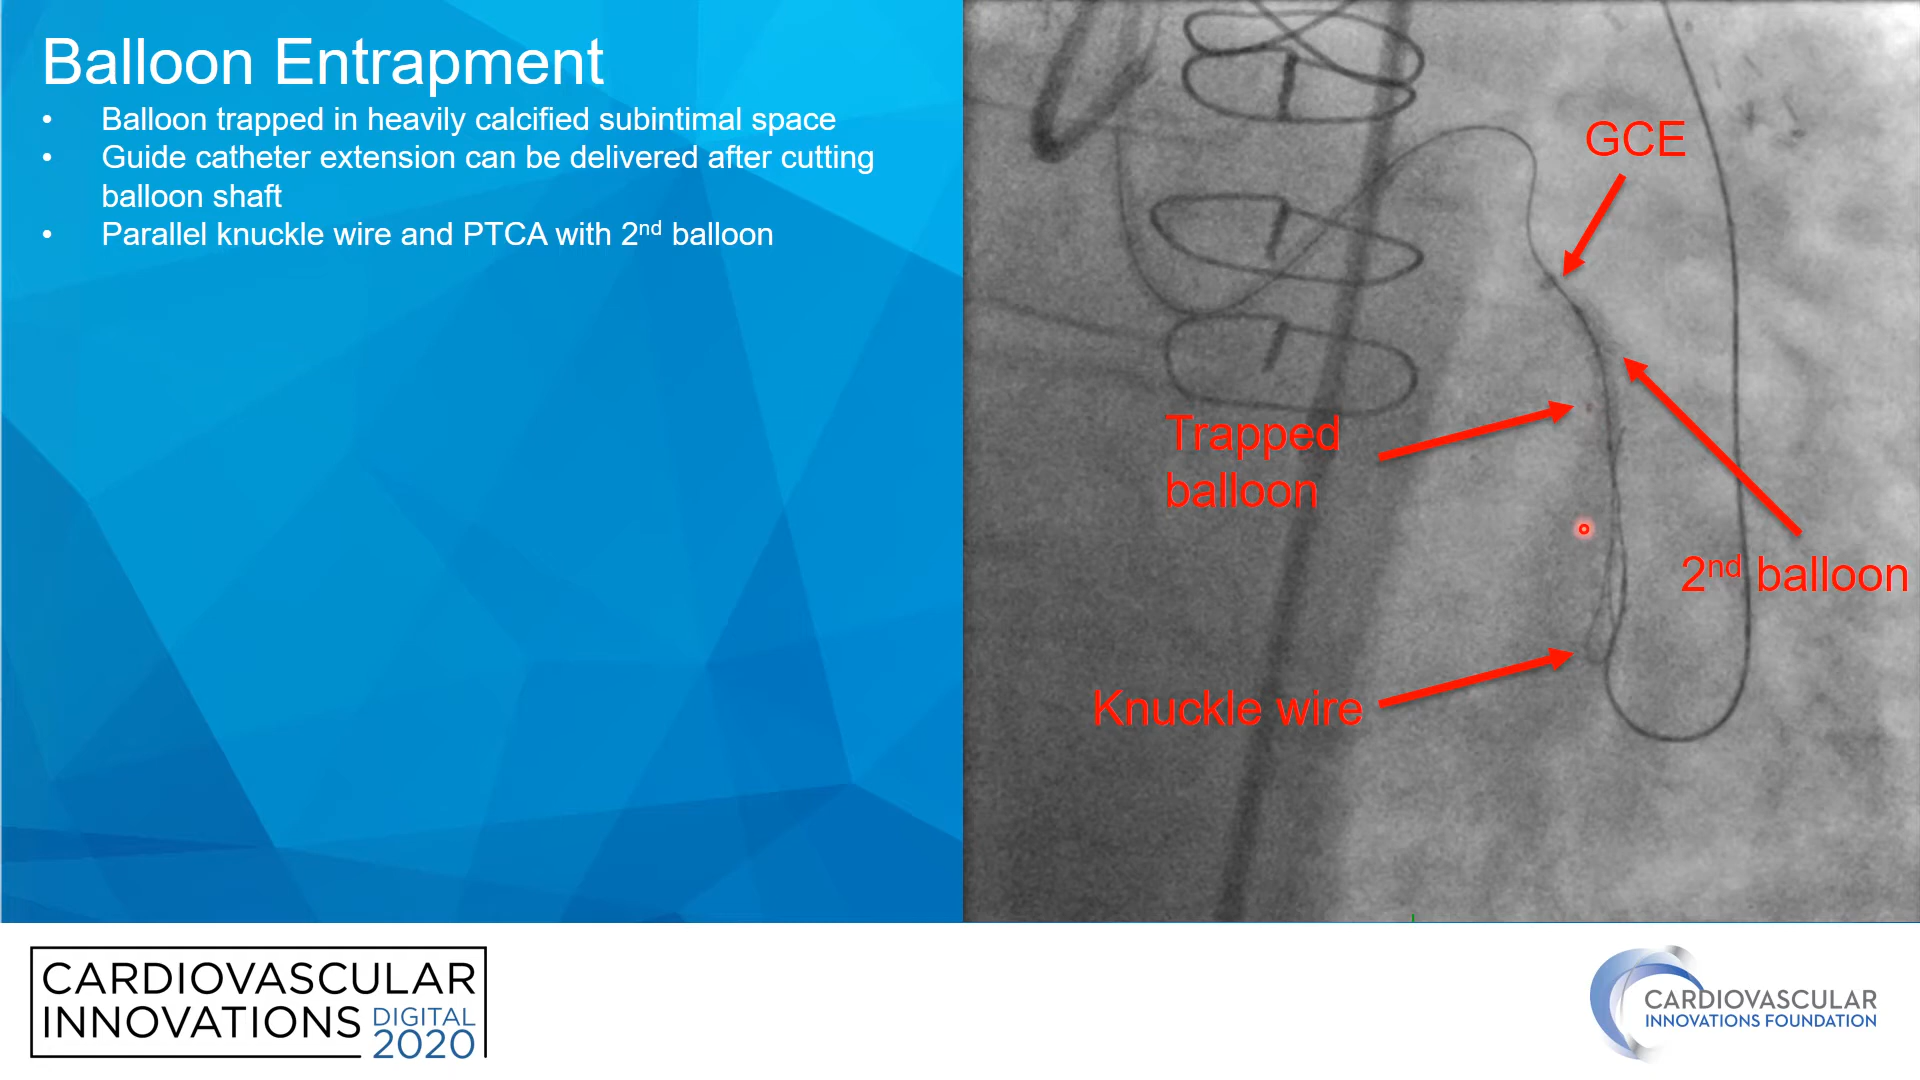 Balloon Entrapment
• Balloon trapped in heavily calcified subintimal space
• Guide catheter extension can be delivered after cutting
balloon shaft
• Parallel knuckle wire and PTCA with 2nd balloon
GCE
Trapped
balloon
2nd balloon
Knuckle wire
CARDIOVASCULAR
INNOVATIONS DIGITAL
2020
CARDIOVASCULAR
INNOVATIONS FOUNDATION